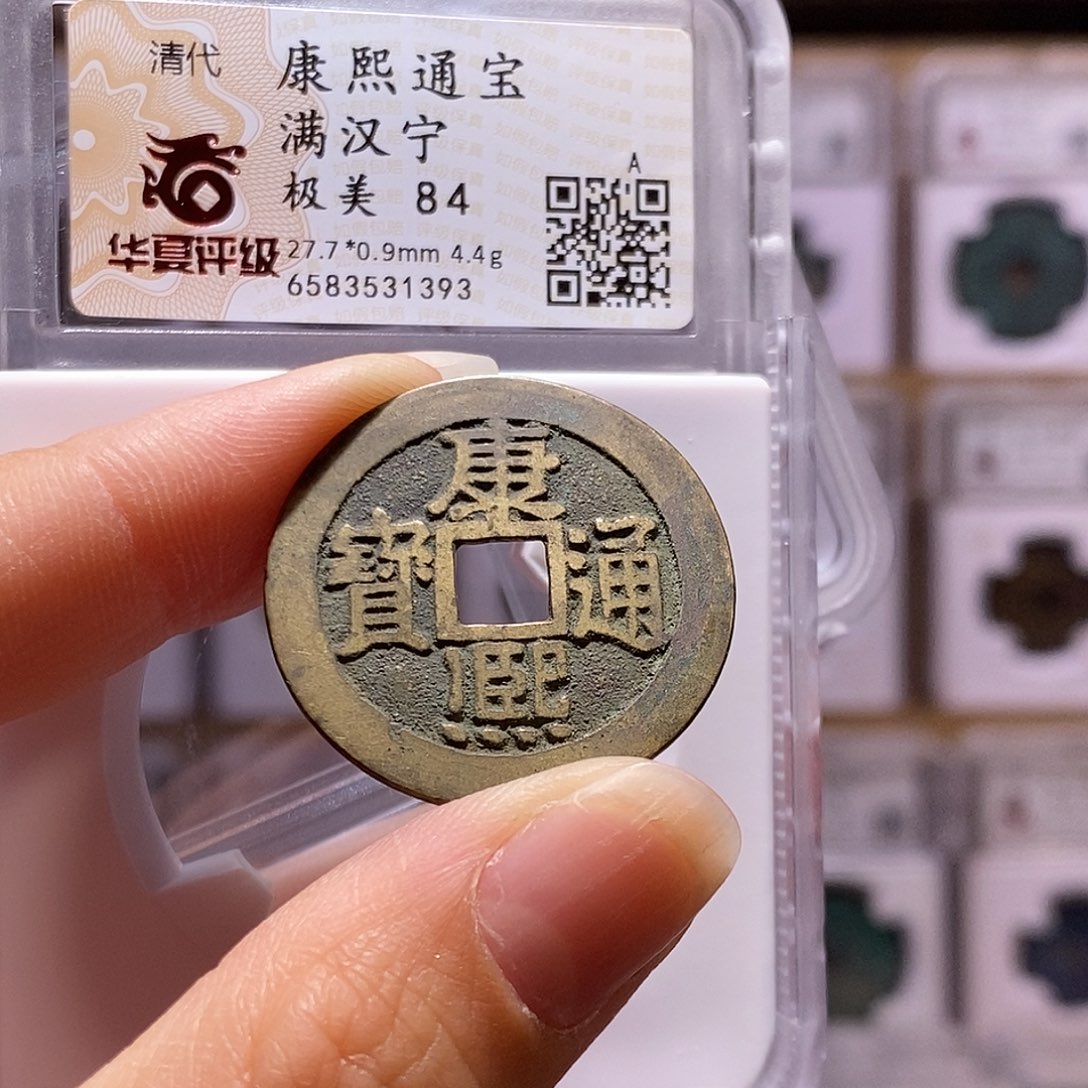 清代
康熙通宝
满汉宁
极美 84
27.7*0.9mm 4.4g
6583531393
华夏评级
A
康熙通寳